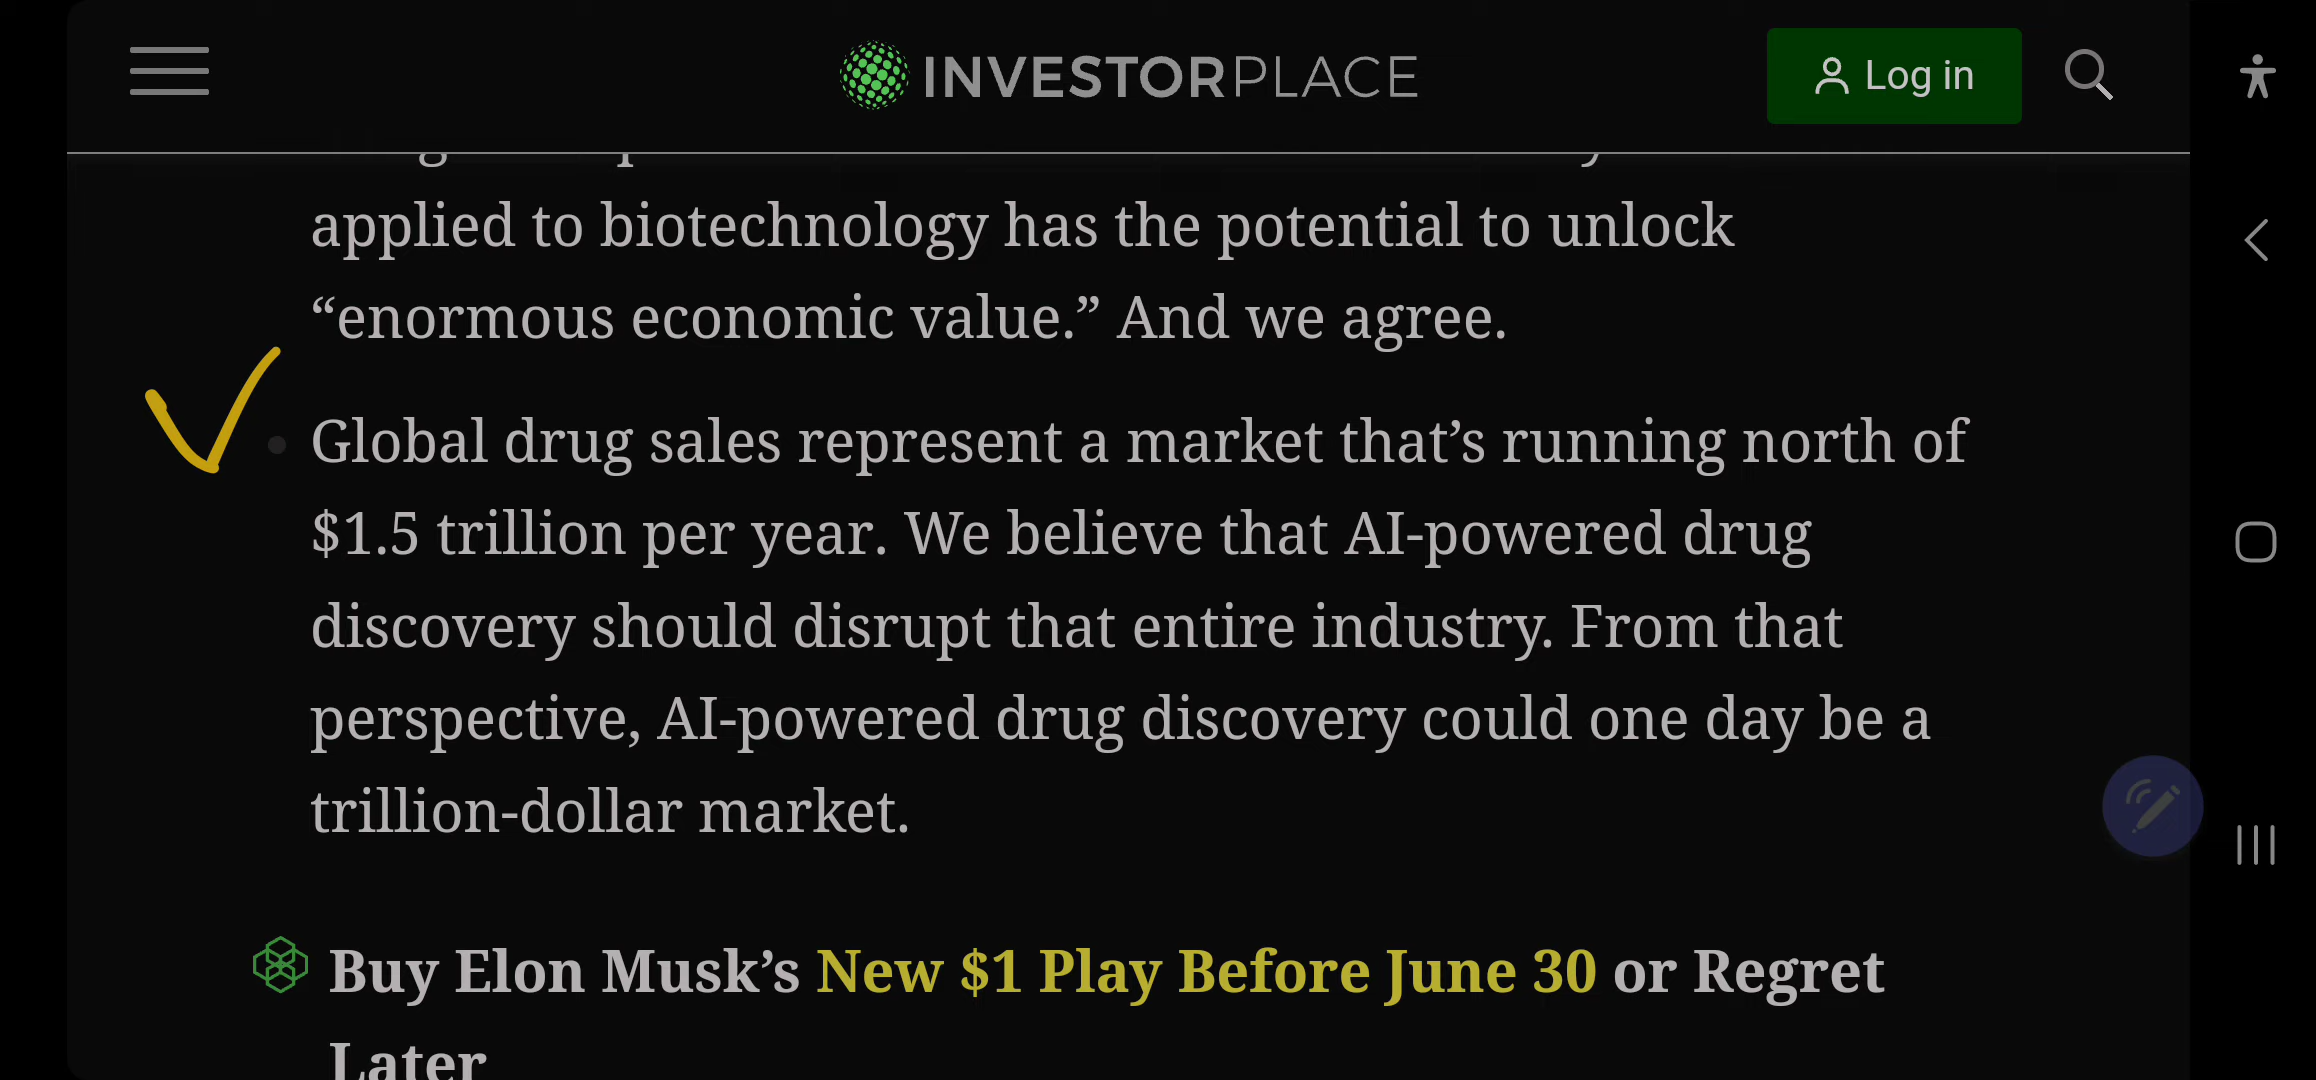 INVESTORPLACE
Log in
applied to biotechnology has the potential to unlock
“enormous economic value.” And we agree.
Global drug sales represent a market that’s running north of
$1.5 trillion per year. We believe that AI-powered drug
discovery should disrupt that entire industry. From that
perspective, AI-powered drug discovery could one day be a
trillion-dollar market.
Buy Elon Musk’s New $1 Play Before June 30 or Regret
Later